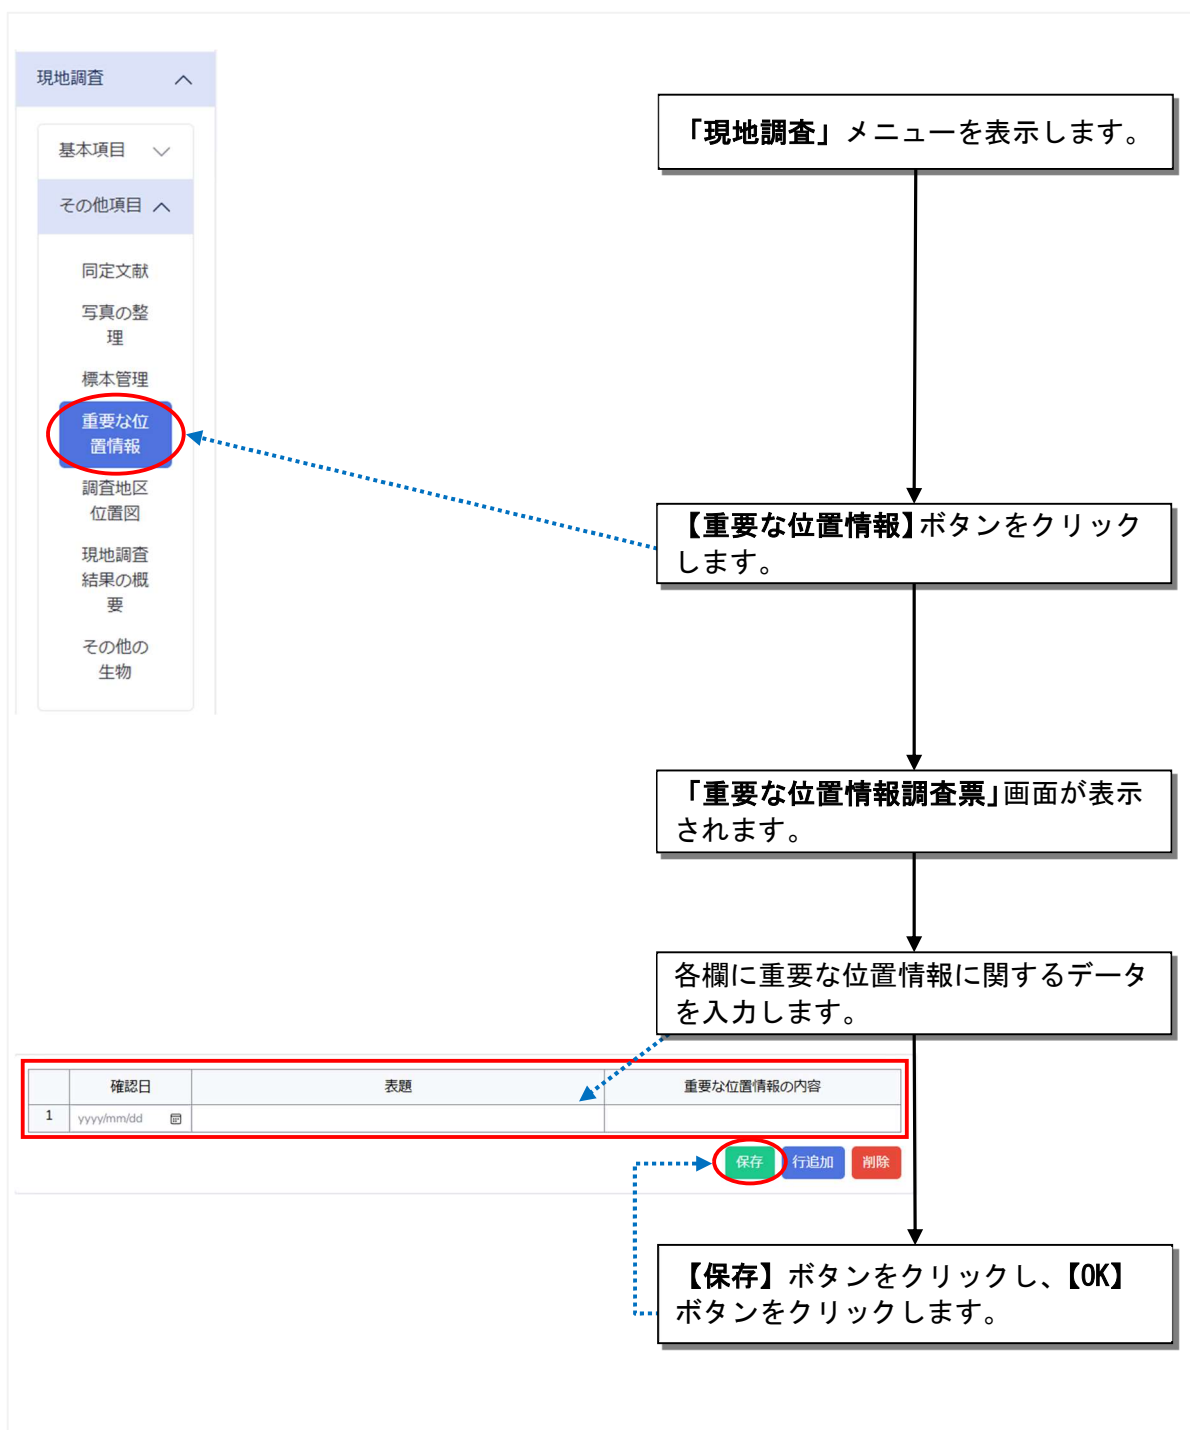 現地調査
基本項目
その他項目
同定文献
写真の整
理
標本管理
重要な位
置情報
調査地区
位置図
現地調査
結果の概
要
その他の
生物
「現地調査」メニューを表示します。
【重要な位置情報】ボタンをクリック
します。
「重要な位置情報調査票」画面が表示
されます。
各欄に重要な位置情報に関するデータ
を入力します。
確認日 表題 重要な位置情報の内容
1 yyyy/mm/dd
保存 行追加 削除
【保存】ボタンをクリックし、【OK】
ボタンをクリックします。